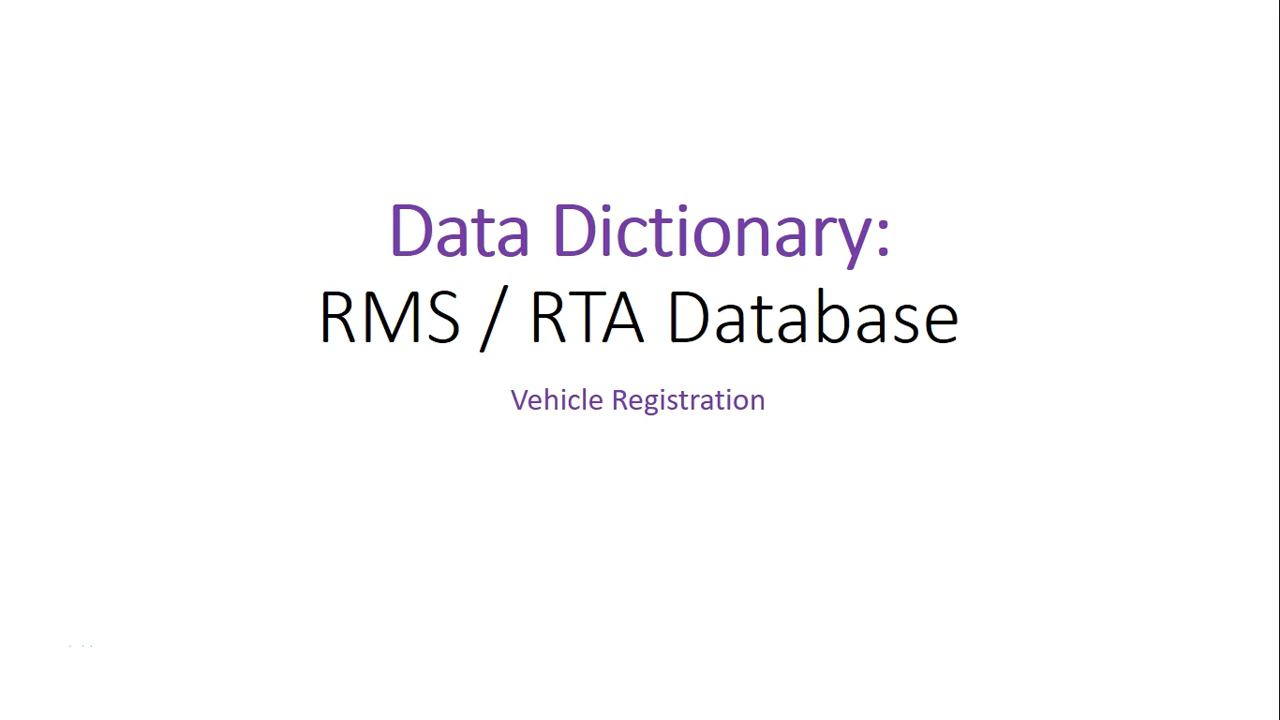 Data Dictionary:
RMS / RTA Database
Vehicle Registration